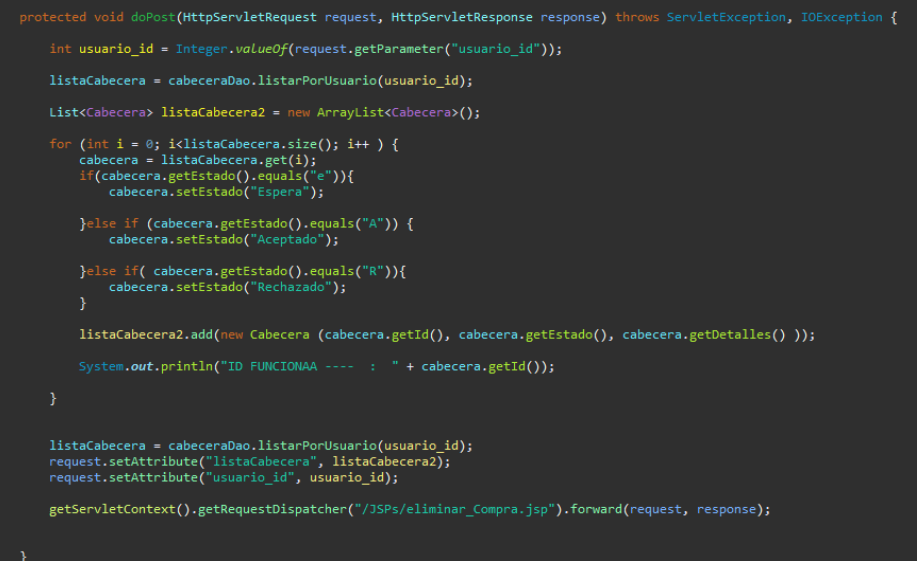 protected void doPost(HttpServletRequest request, HttpServletResponse response) throws ServletException, IOException {
int usuario_id = Integer.valueOf(request.getParameter("usuario_id"));
listaCabecera = cabeceraDao.listarPorUsuario(usuario_id);
List<Cabecera> listaCabecera2 = new ArrayList<Cabecera>();
for (int i = 0; i<listaCabecera.size(); i++ ) {
cabecera = listaCabecera.get(i);
if(cabecera.getEstado().equals("e")){
cabecera.setEstado("Espera");
}else if (cabecera.getEstado().equals("A")) {
cabecera.setEstado("Aceptado");
}else if( cabecera.getEstado().equals("R")){
cabecera.setEstado("Rechazado");
}
listaCabecera2.add(new Cabecera (cabecera.getId(), cabecera.getEstado(), cabecera.getDetalles() ));
System.out.println("ID FUNCIONAA ----  :  " + cabecera.getId());
}
listaCabecera = cabeceraDao.listarPorUsuario(usuario_id);
request.setAttribute("listaCabecera", listaCabecera2);
request.setAttribute("usuario_id", usuario_id);
getServletContext().getRequestDispatcher("/JSPs/eliminar_Compra.jsp").forward(request, response);
}